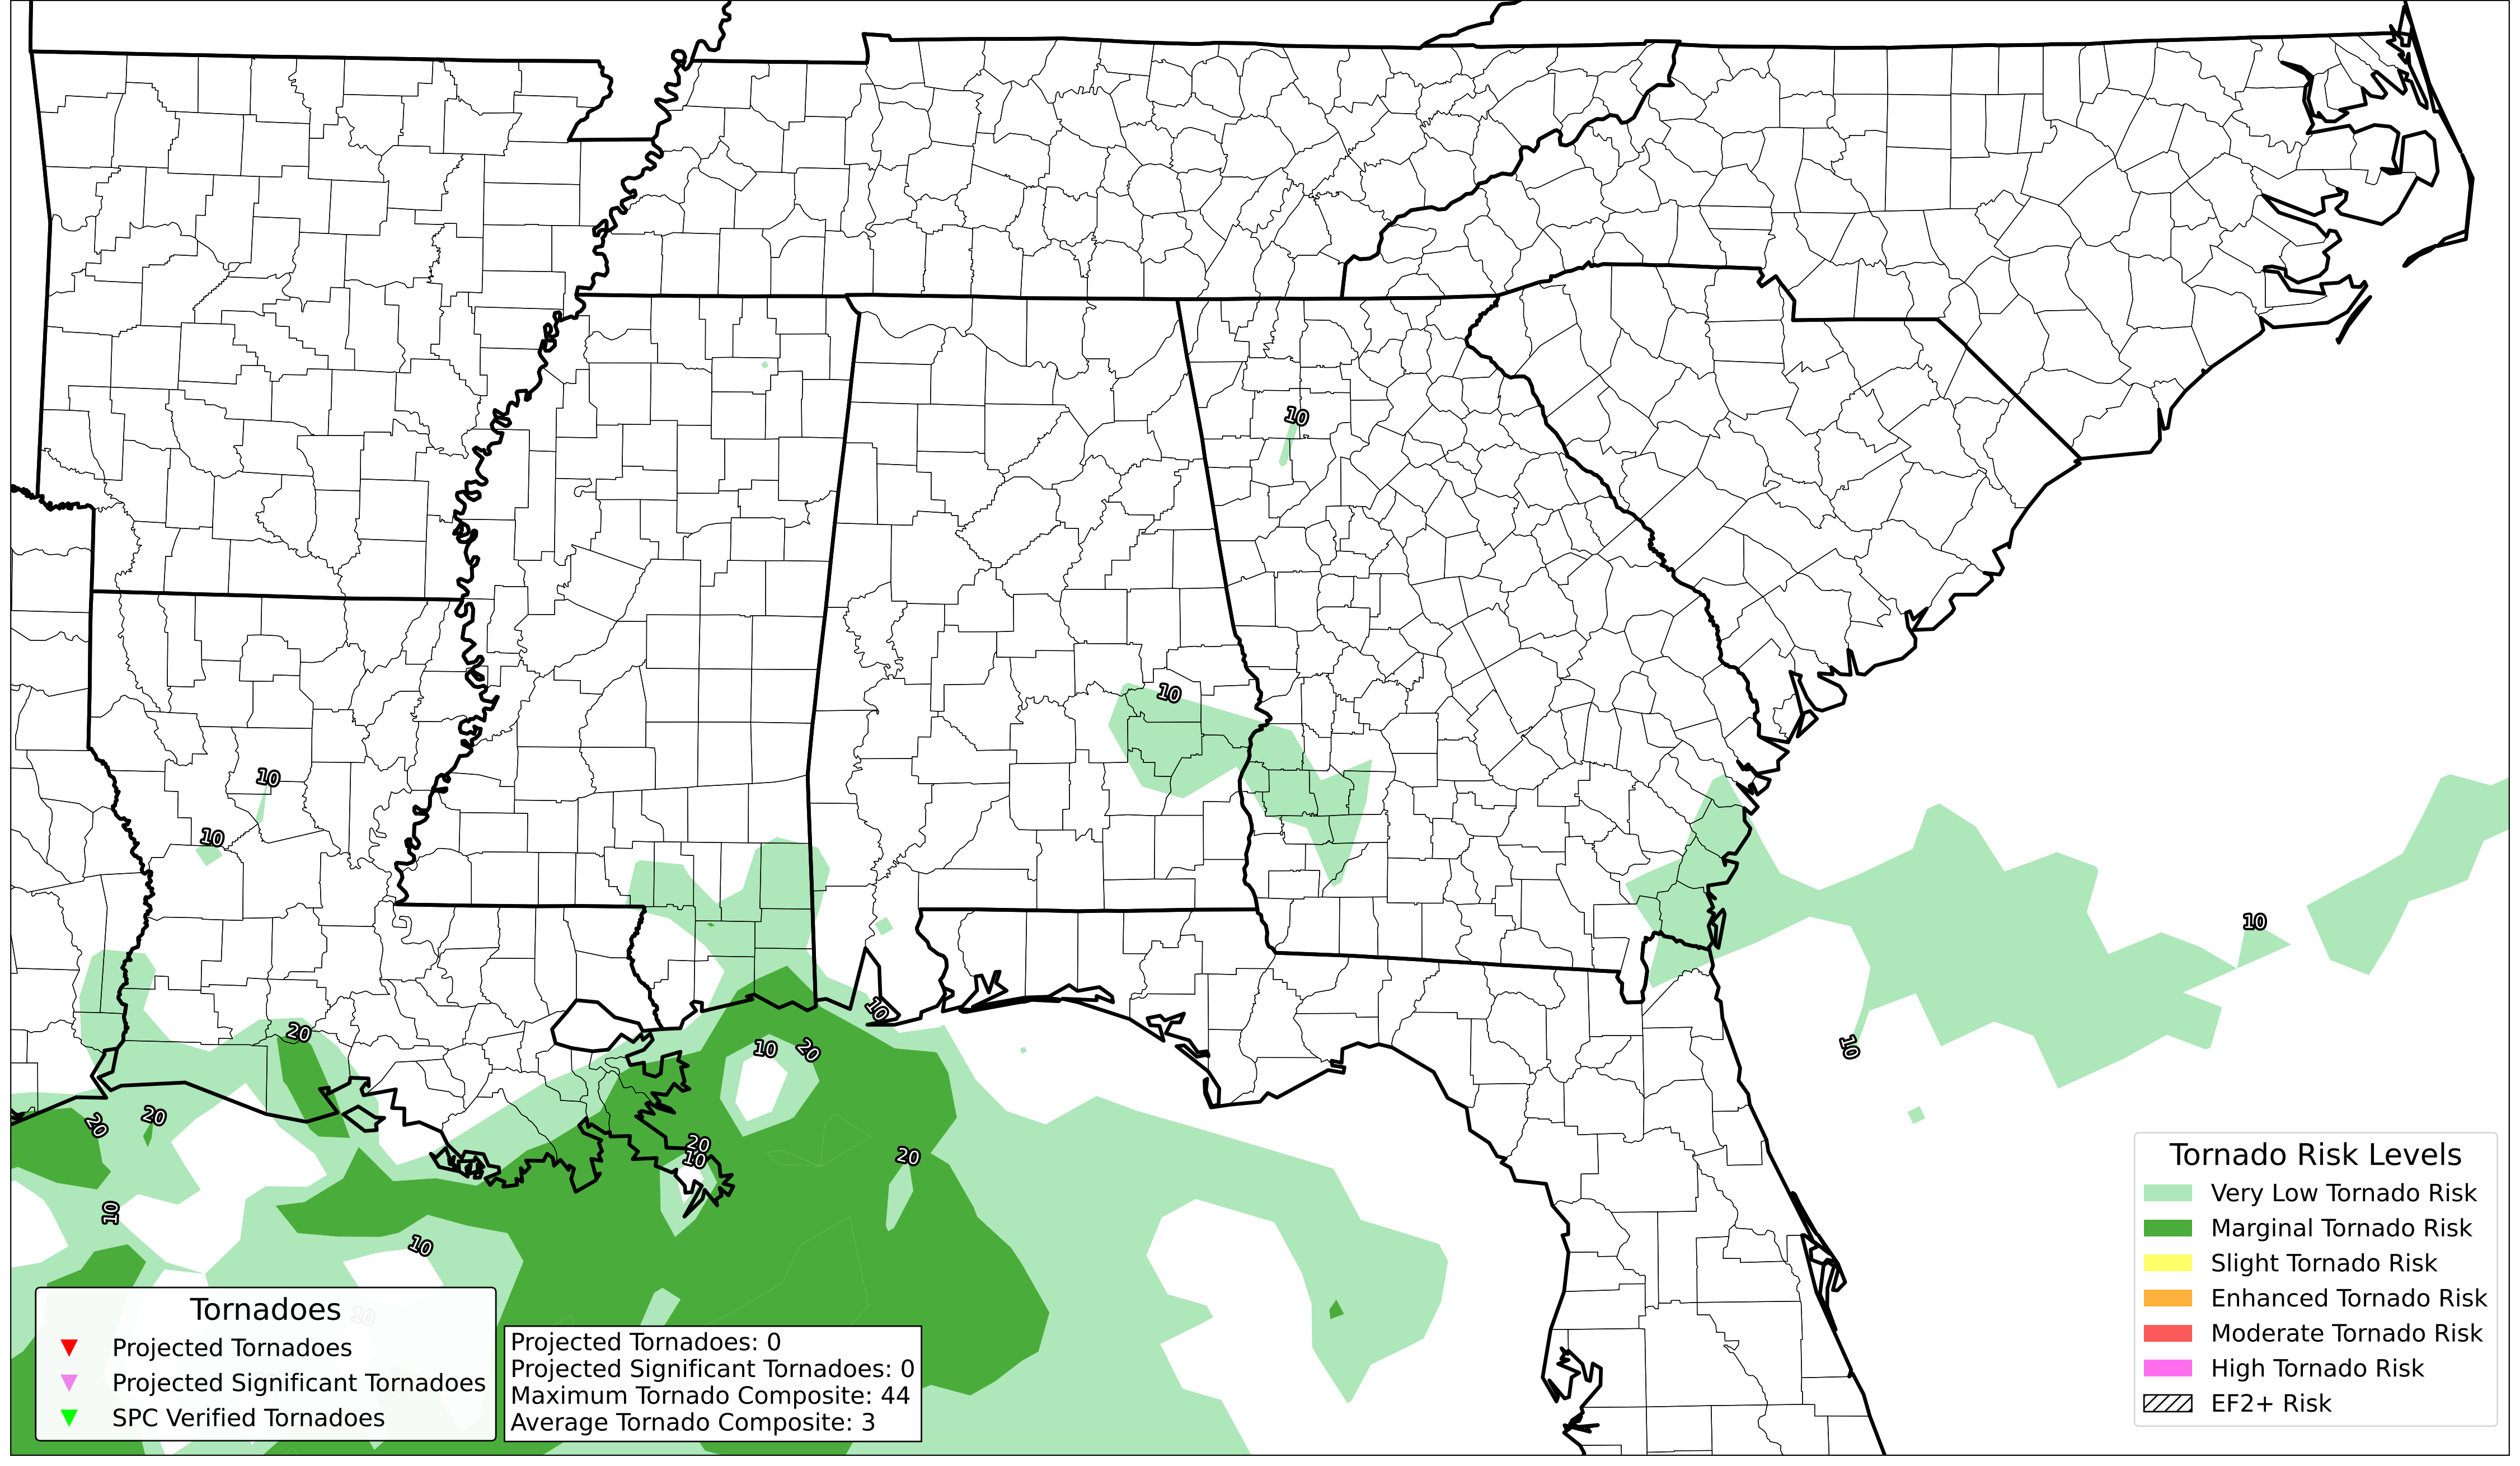 10
10
10
10
10
10
20
10
20
20
20
10
20
10
20
10
10
10
10
Tornado Risk Levels
Very Low Tornado Risk
Marginal Tornado Risk
Slight Tornado Risk
Enhanced Tornado Risk
Moderate Tornado Risk
High Tornado Risk
EF2+ Risk
Tornadoes
Projected Tornadoes
Projected Significant Tornadoes
SPC Verified Tornadoes
Projected Tornadoes: 0
Projected Significant Tornadoes: 0
Maximum Tornado Composite: 44
Average Tornado Composite: 3